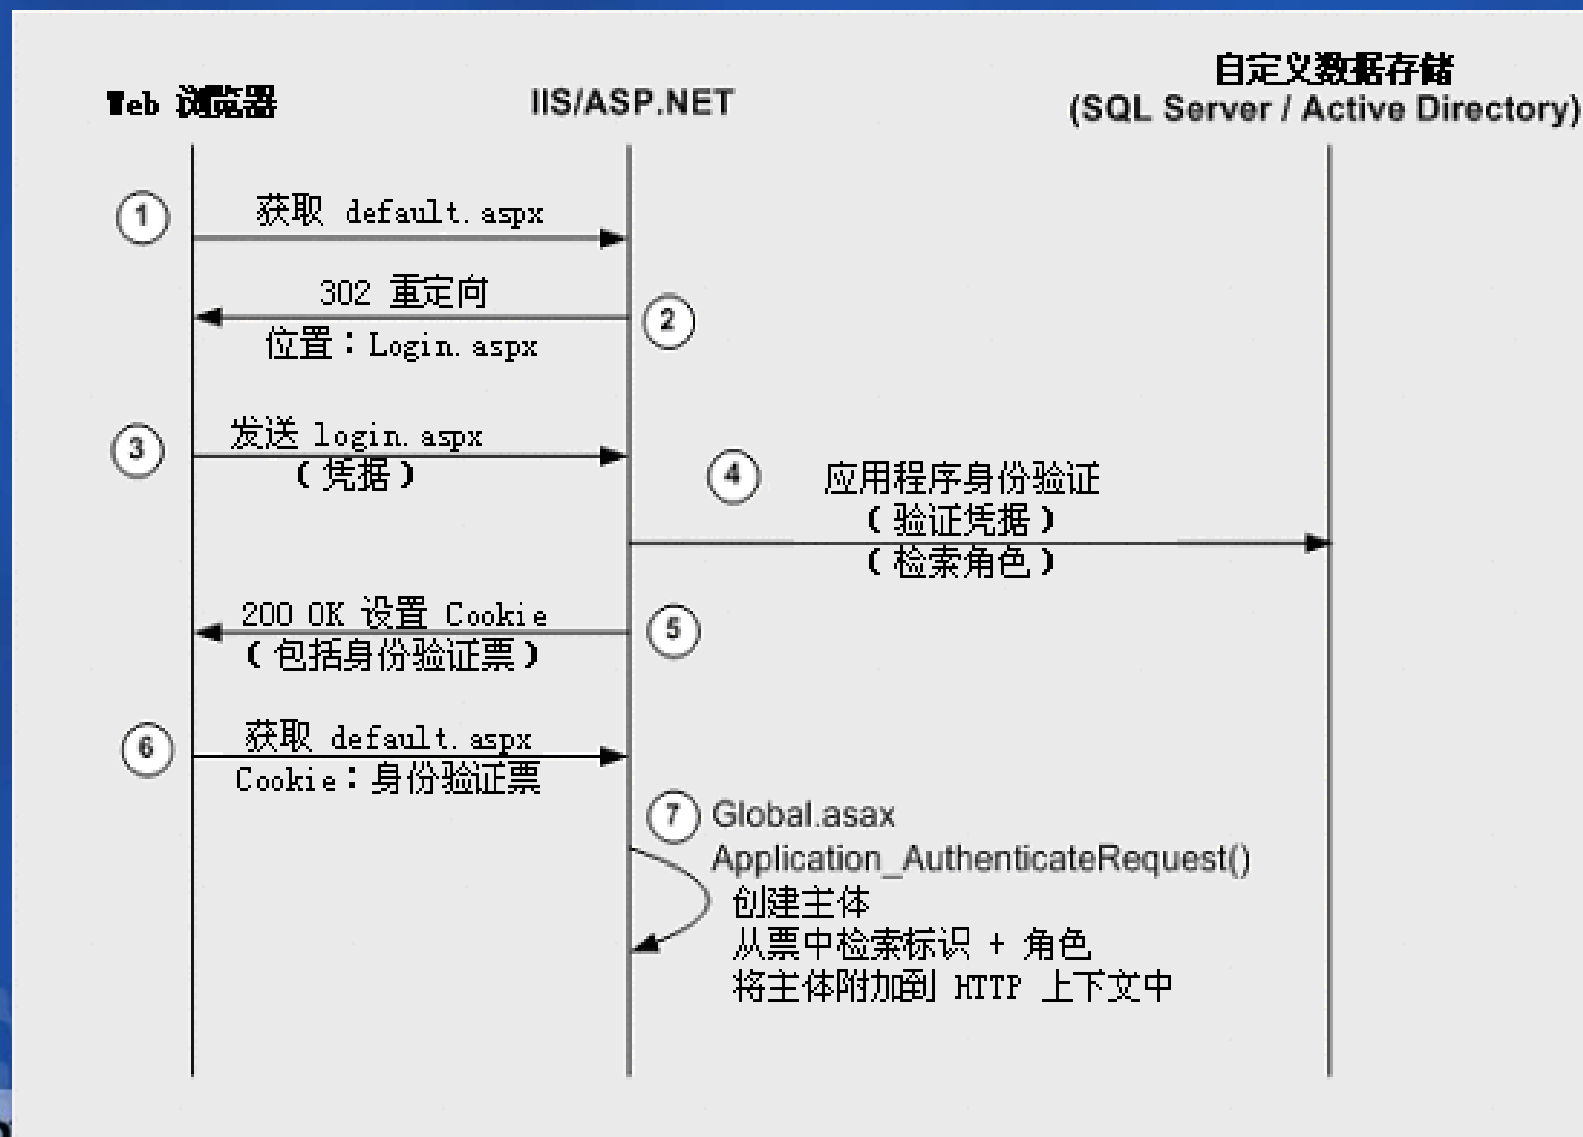 Web 浏览器
IIS/ASP.NET
自定义数据存储
(SQL Server / Active Directory)
1
获取 default.aspx
302 重定向
2
位置：Login.aspx
3
发送 login.aspx
（凭据）
4
应用程序身份验证
（验证凭据）
（检索角色）
200 OK 设置 Cookie
5
（包括身份验证票）
6
获取 default.aspx
Cookie：身份验证票
7
Global.asax
Application_AuthenticateRequest()
创建主体
从票中检索标识 + 角色
将主体附加到 HTTP 上下文中